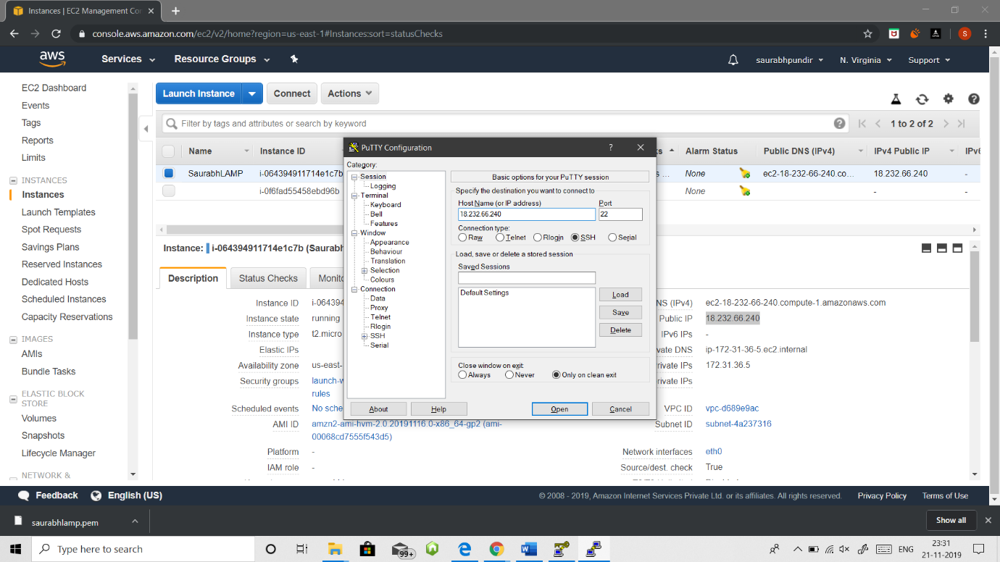 Instances | EC2 Management Con
console.aws.amazon.com/ec2/v2/home?region=us-east-1#Instances:sort=statusChecks
S
aws
Services
Resource Groups
saurabhpundir
N. Virginia
Support
EC2 Dashboard
Events
Tags
Reports
Limits
INSTANCES
Instances
Launch Templates
Spot Requests
Savings Plans
Reserved Instances
Dedicated Hosts
Scheduled Instances
Capacity Reservations
IMAGES
AMIs
Bundle Tasks
ELASTIC BLOCK
STORE
Volumes
Snapshots
Lifecycle Manager
NETWORK &
Launch Instance
Connect
Actions
Filter by tags and attributes or search by keyword
1 to 2 of 2
Name
Instance ID
ks
Alarm Status
Public DNS (IPv4)
IPv4 Public IP
IPv6
SaurabhLAMP
i-064394911714e1c7b
s ...
None
ec2-18-232-66-240.co...
18.232.66.240
-
i-0f6fad55458ebd96b
None
-
-
PuTTY Configuration
?
Category:
Session
Logging
Terminal
Keyboard
Bell
Features
Window
Appearance
Behaviour
Translation
Selection
Colours
Connection
Data
Proxy
Telnet
Rlogin
SSH
Serial
Basic options for your PuTTY session
Specify the destination you want to connect to
Host Name (or IP address)
Port
18.232.66.240
22
Connection type:
Raw
Telnet
Rlogin
SSH
Serial
Load, save or delete a stored session
Saved Sessions
Default Settings
Load
Save
Delete
Close window on exit:
Always
Never
Only on clean exit
About
Help
Open
Cancel
Instance: i-064394911714e1c7b (Saurabh
Description
Status Checks
Monito
Instance ID
i-064394
Instance state
running
Instance type
t2.micro
Elastic IPs
Availability zone
us-east-
Security groups
launch-w
rules
Scheduled events
No sche
AMI ID
amzn2-ami-hvm-2.0.20191116.0-x86_64-gp2 (ami-
00068cd7555f543d5)
Platform
-
IAM role
-
NS (IPv4)
ec2-18-232-66-240.compute-1.amazonaws.com
Public IP
18.232.66.240
IPv6 IPs
-
vate DNS
ip-172-31-36-5.ec2.internal
rivate IPs
172.31.36.5
rivate IPs
VPC ID
vpc-d689e9ac
Subnet ID
subnet-4a237316
Network interfaces
eth0
Source/dest. check
True
Feedback
English (US)
© 2008 - 2019, Amazon Internet Services Private Ltd. or its affiliates. All rights reserved.
Privacy Policy
Terms of Use
saurabhlamp.pem
Show all
Type here to search
99+
ENG
23:31
21-11-2019